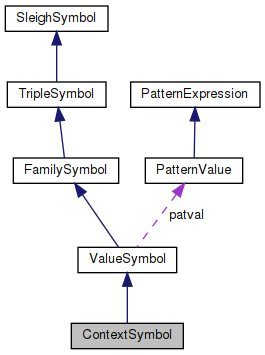 SleighSymbol
TripleSymbol
PatternExpression
FamilySymbol
PatternValue
patval
ValueSymbol
ContextSymbol